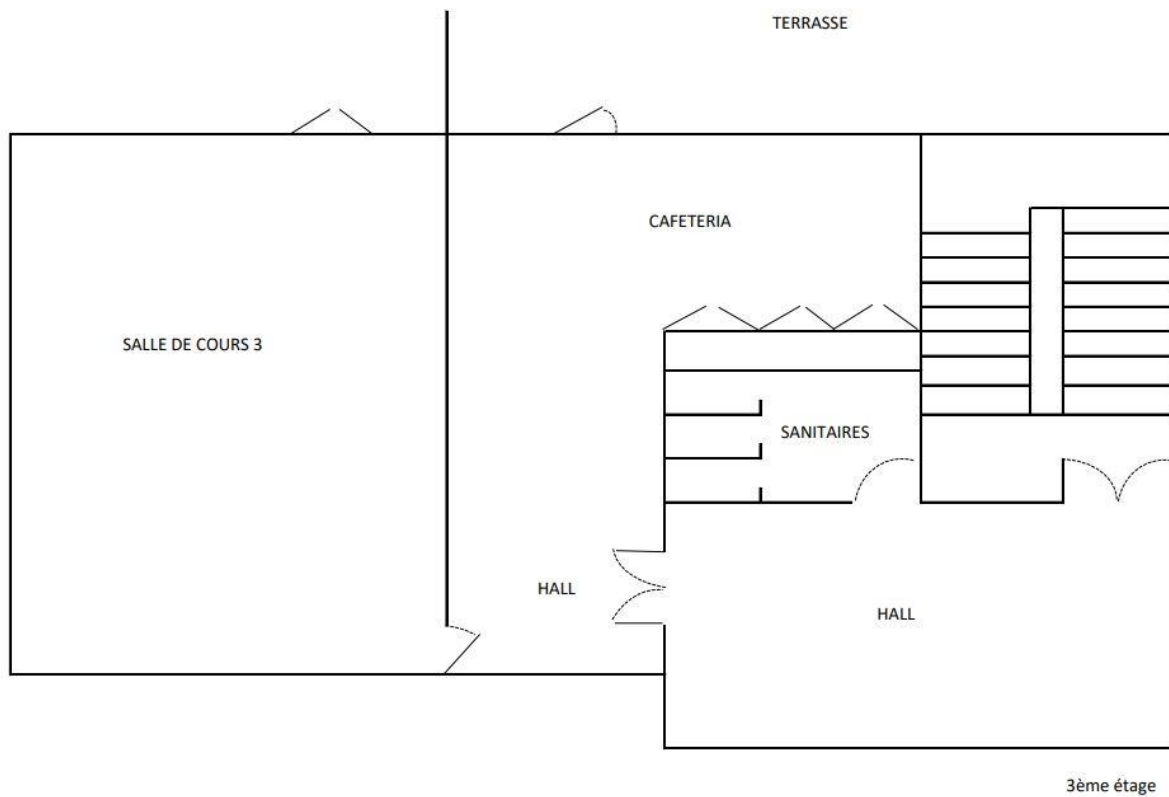 TERRASSE
CAFETERIA
SALLE DE COURS 3
SANITAIRES
HALL
HALL
3ème étage